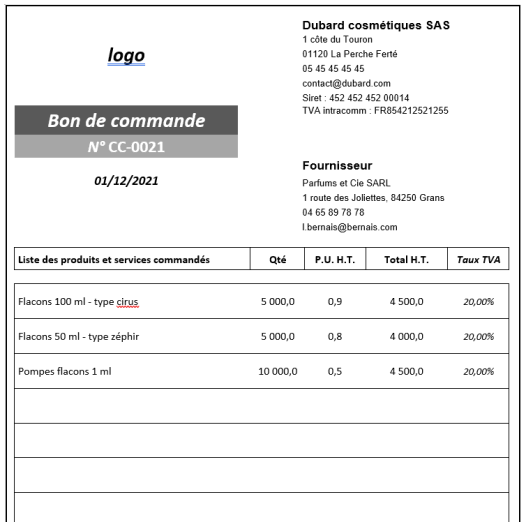 logo
Dubard cosmétiques SAS
1 côte du Touron
01120 La Perche Ferté
05 45 45 45 45
contact@dubard.com
Siret : 452 452 452 00014
TVA intracomm : FR854212521255
Bon de commande
N° CC-0021
01/12/2021
Fournisseur
Parfums et Cie SARL
1 route des Joliettes, 84250 Grans
04 65 89 78 78
l.bernais@bernais.com
Liste des produits et services commandés Qté P.U. H.T. Total H.T. Taux TVA
Flacons 100 ml - type cirus 5 000,0 0,9 4 500,0 20,00%
Flacons 50 ml - type zéphir 5 000,0 0,8 4 000,0 20,00%
Pompes flacons 1 ml 10 000,0 0,5 4 500,0 20,00%